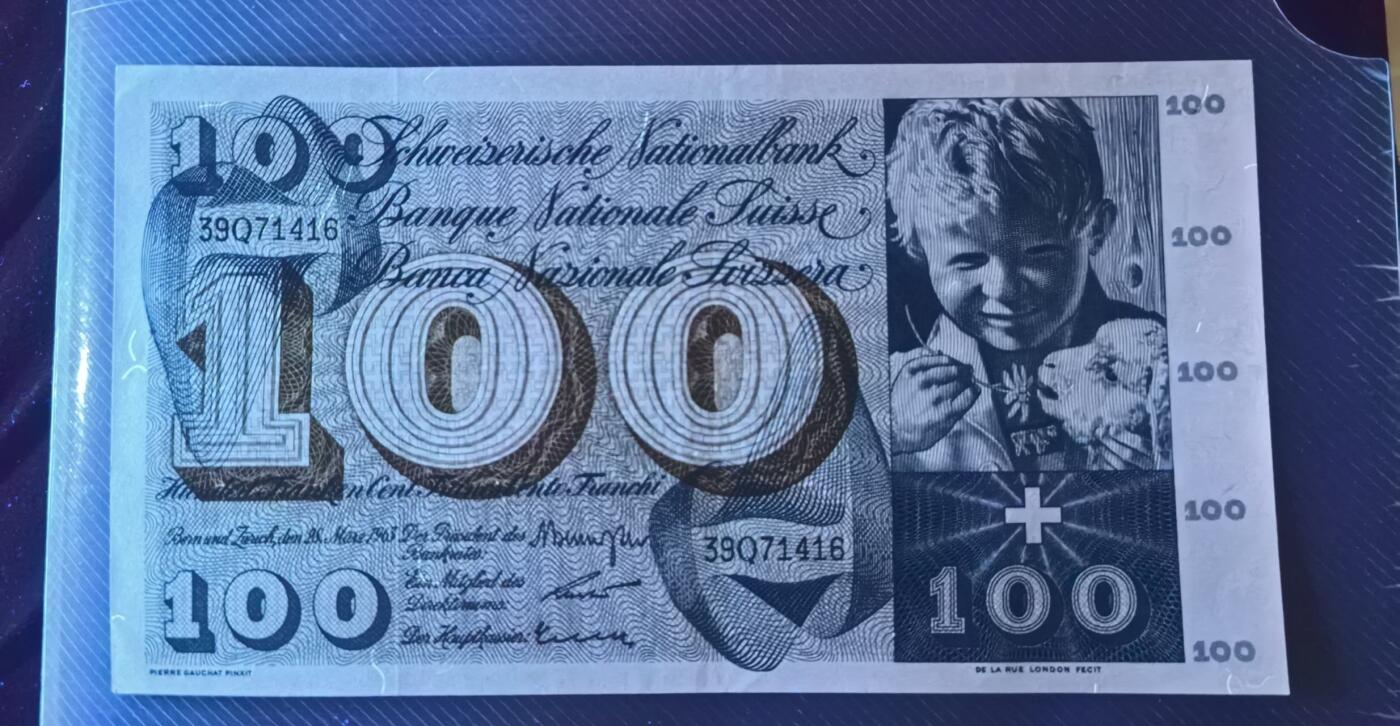 100
Schweizerische Nationalbank
39Q71416
Banque Nationale Suisse
Banca Nazionale Svizzera
100
Cent Franchi
Bern und Zürich, den 28. März 1963
Der Präsident des
Bankrates:
Ein Mitglied des
Direktoriums:
Der Hauptkassier:
39Q71416
100
100
100
100
100
100
100
PIERRE GAUCHAT PINXIT
DE LA RUE LONDON FECIT